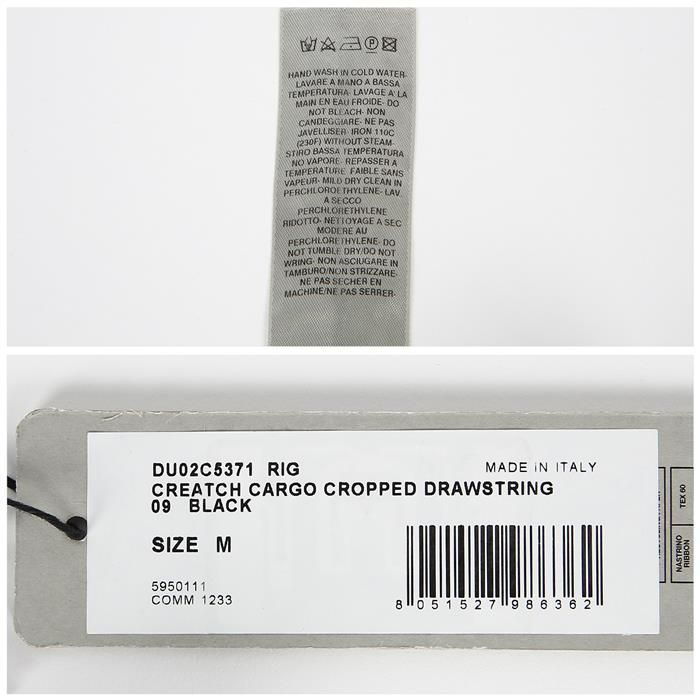 HAND WASH IN COLD WATER-
LAVARE A MANO A BASSA
TEMPERATURA- LAVAGE A' LA
MAIN EN EAU FROIDE- DO
NOT BLEACH- NON
CANDEGGIARE- NE PAS
JAVELLISER- IRON 110C
(230F) WITHOUT STEAM-
STIRO BASSA TEMPERATURA
NO VAPORE- REPASSER A
TEMPERATURE FAIBLE SANS
VAPEUR- MILD DRY CLEAN IN
PERCHLOROETHYLENE- LAV.
A SECCO
PERCHLORETHYLENE
RIDOTTO- NETTOYAGE A SEC
MODERE AU
PERCHLORETHYLENE- DO
NOT TUMBLE DRY/DO NOT
WRING- NON ASCIUGARE IN
TAMBURO/NON STRIZZARE-
NE PAS SECHER EN
MACHINE/NE PAS SERRER-
DU02C5371 RIG
MADE IN ITALY
CREATCH CARGO CROPPED DRAWSTRING
09 BLACK
SIZE M
5950111
COMM 1233
8 051527 986362
TEX 60
NASTRINO
RIBBON